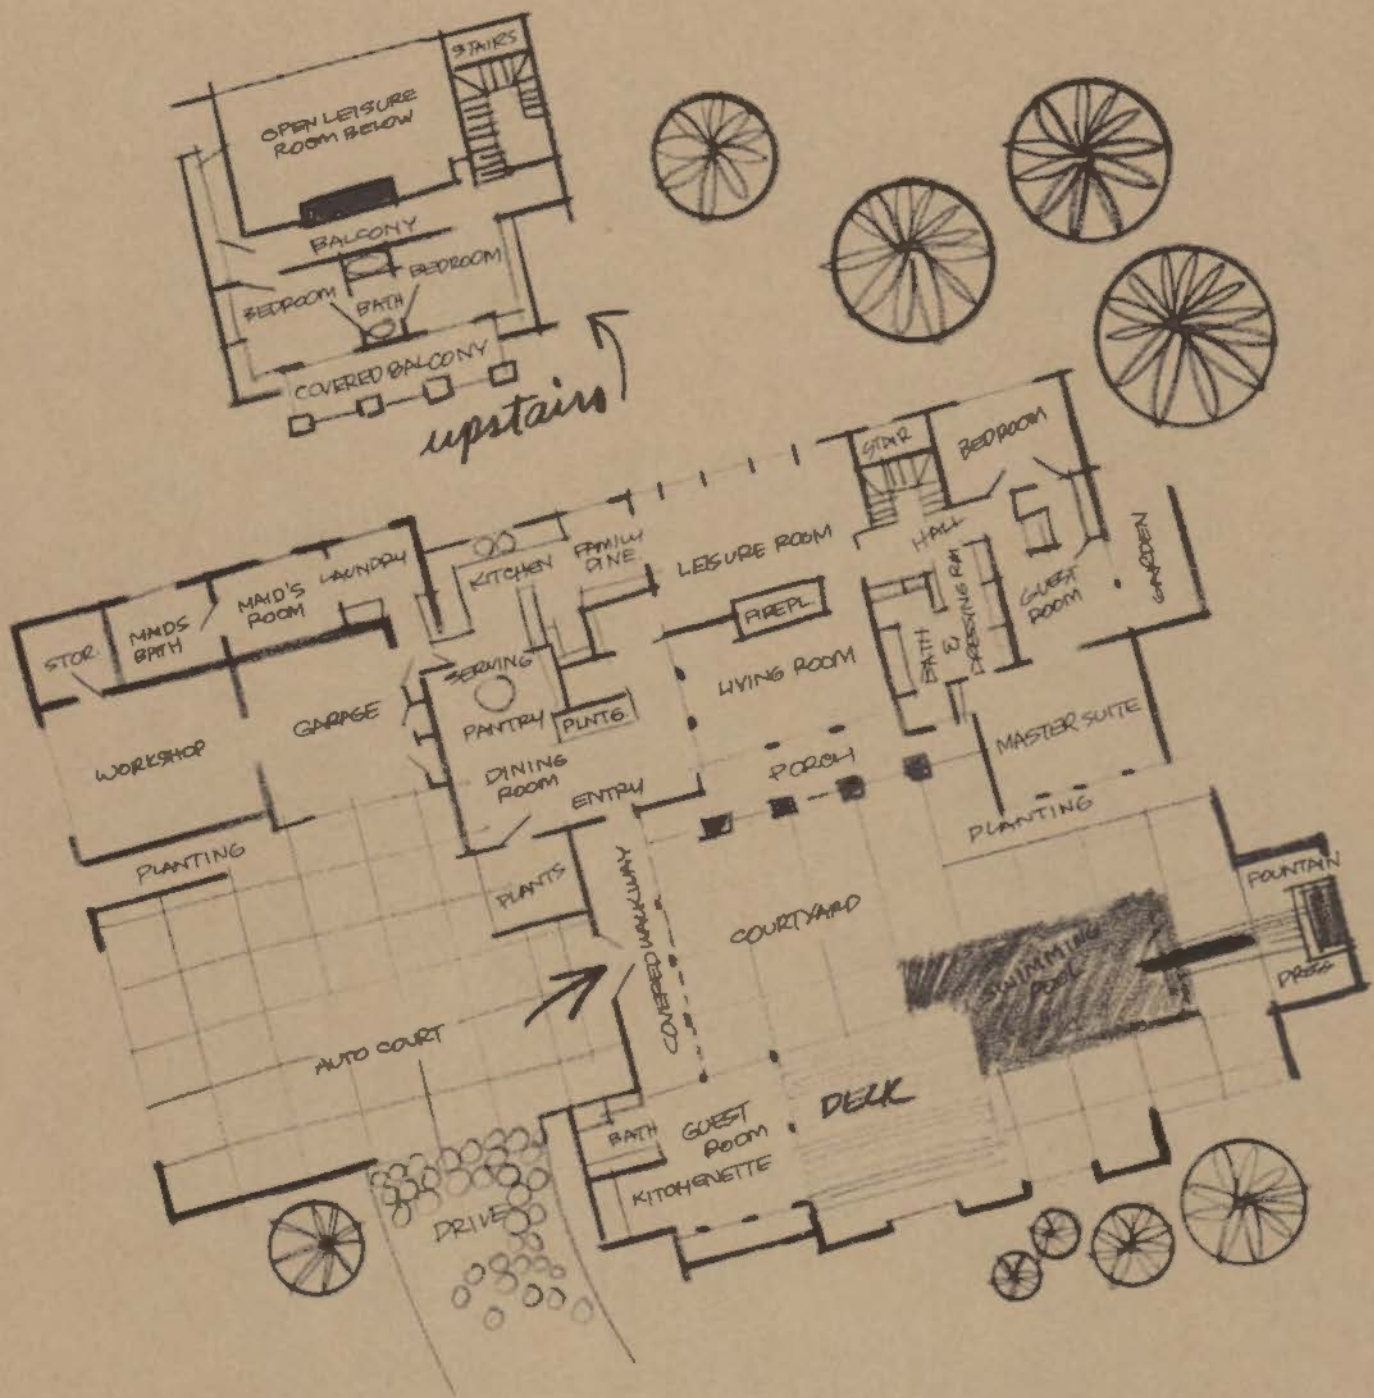 STAIRS
OPEN LEISURE
ROOM BELOW
BALCONY
BEDROOM
BEDROOM
BATH
COVERED BALCONY
upstairs
STAIR
BEDROOM
HALL
GARDEN
LEISURE ROOM
FAMILY
DINE.
KITCHEN
LAUNDRY
MAID'S
ROOM
MAIDS
BATH
STOR.
FIREPL.
GUEST
ROOM
BATH
&
DRESSING RM
SERVING
PANTRY
PLNTG
LIVING ROOM
GARAGE
WORKSHOP
DINING
ROOM
ENTRY
PORCH
MASTER SUITE
PLANTING
PLANTING
PLANTS
COVERED WALKWAY
COURTYARD
FOUNTAIN
SWIMMING
POOL
DRESS
AUTO COURT
DECK
BATH
GUEST
ROOM
KITCHENETTE
DRIVE